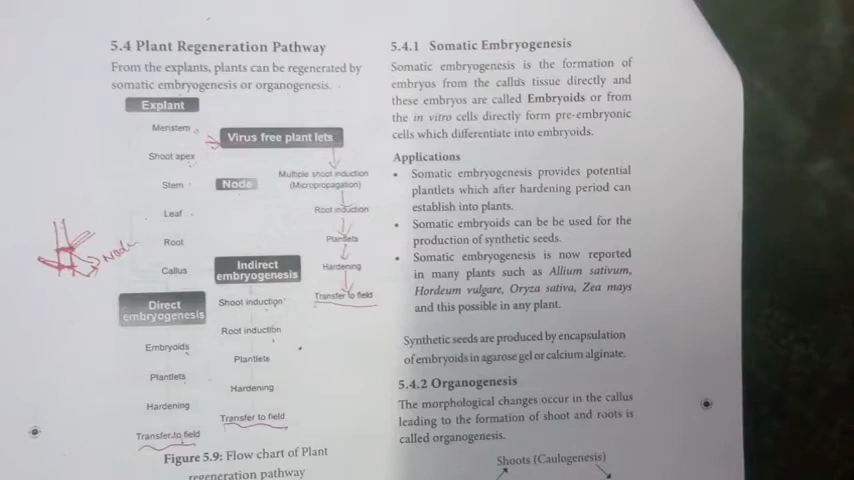 5.4 Plant Regeneration Pathway
From the explants, plants can be regenerated by
somatic embryogenesis or organogenesis.
Explant
Meristem
Shoot apex
Stem
Leaf
Root
Callus
Virus free plant lets
Node
Multiple shoot induction
(Micropropagation)
Root induction
Plantlets
Hardening
Transfer to field
Node
Indirect
embryogenesis
Shoot induction
Root induction
Plantlets
Hardening
Transfer to field
Direct
embryogenesis
Embryoids
Plantlets
Hardening
Transfer to field
Figure 5.9: Flow chart of Plant
regeneration pathway
5.4.1 Somatic Embryogenesis
Somatic embryogenesis is the formation of
embryos from the callus tissue directly and
these embryos are called Embryoids or from
the in vitro cells directly form pre-embryonic
cells which differentiate into embryoids.
Applications
• Somatic embryogenesis provides potential
plantlets which after hardening period can
establish into plants.
• Somatic embryoids can be be used for the
production of synthetic seeds.
• Somatic embryogenesis is now reported
in many plants such as Allium sativum,
Hordeum vulgare, Oryza sativa, Zea mays
and this possible in any plant.
Synthetic seeds are produced by encapsulation
of embryoids in agarose gel or calcium alginate.
5.4.2 Organogenesis
The morphological changes occur in the callus
leading to the formation of shoot and roots is
called organogenesis.
Shoots (Caulogenesis)